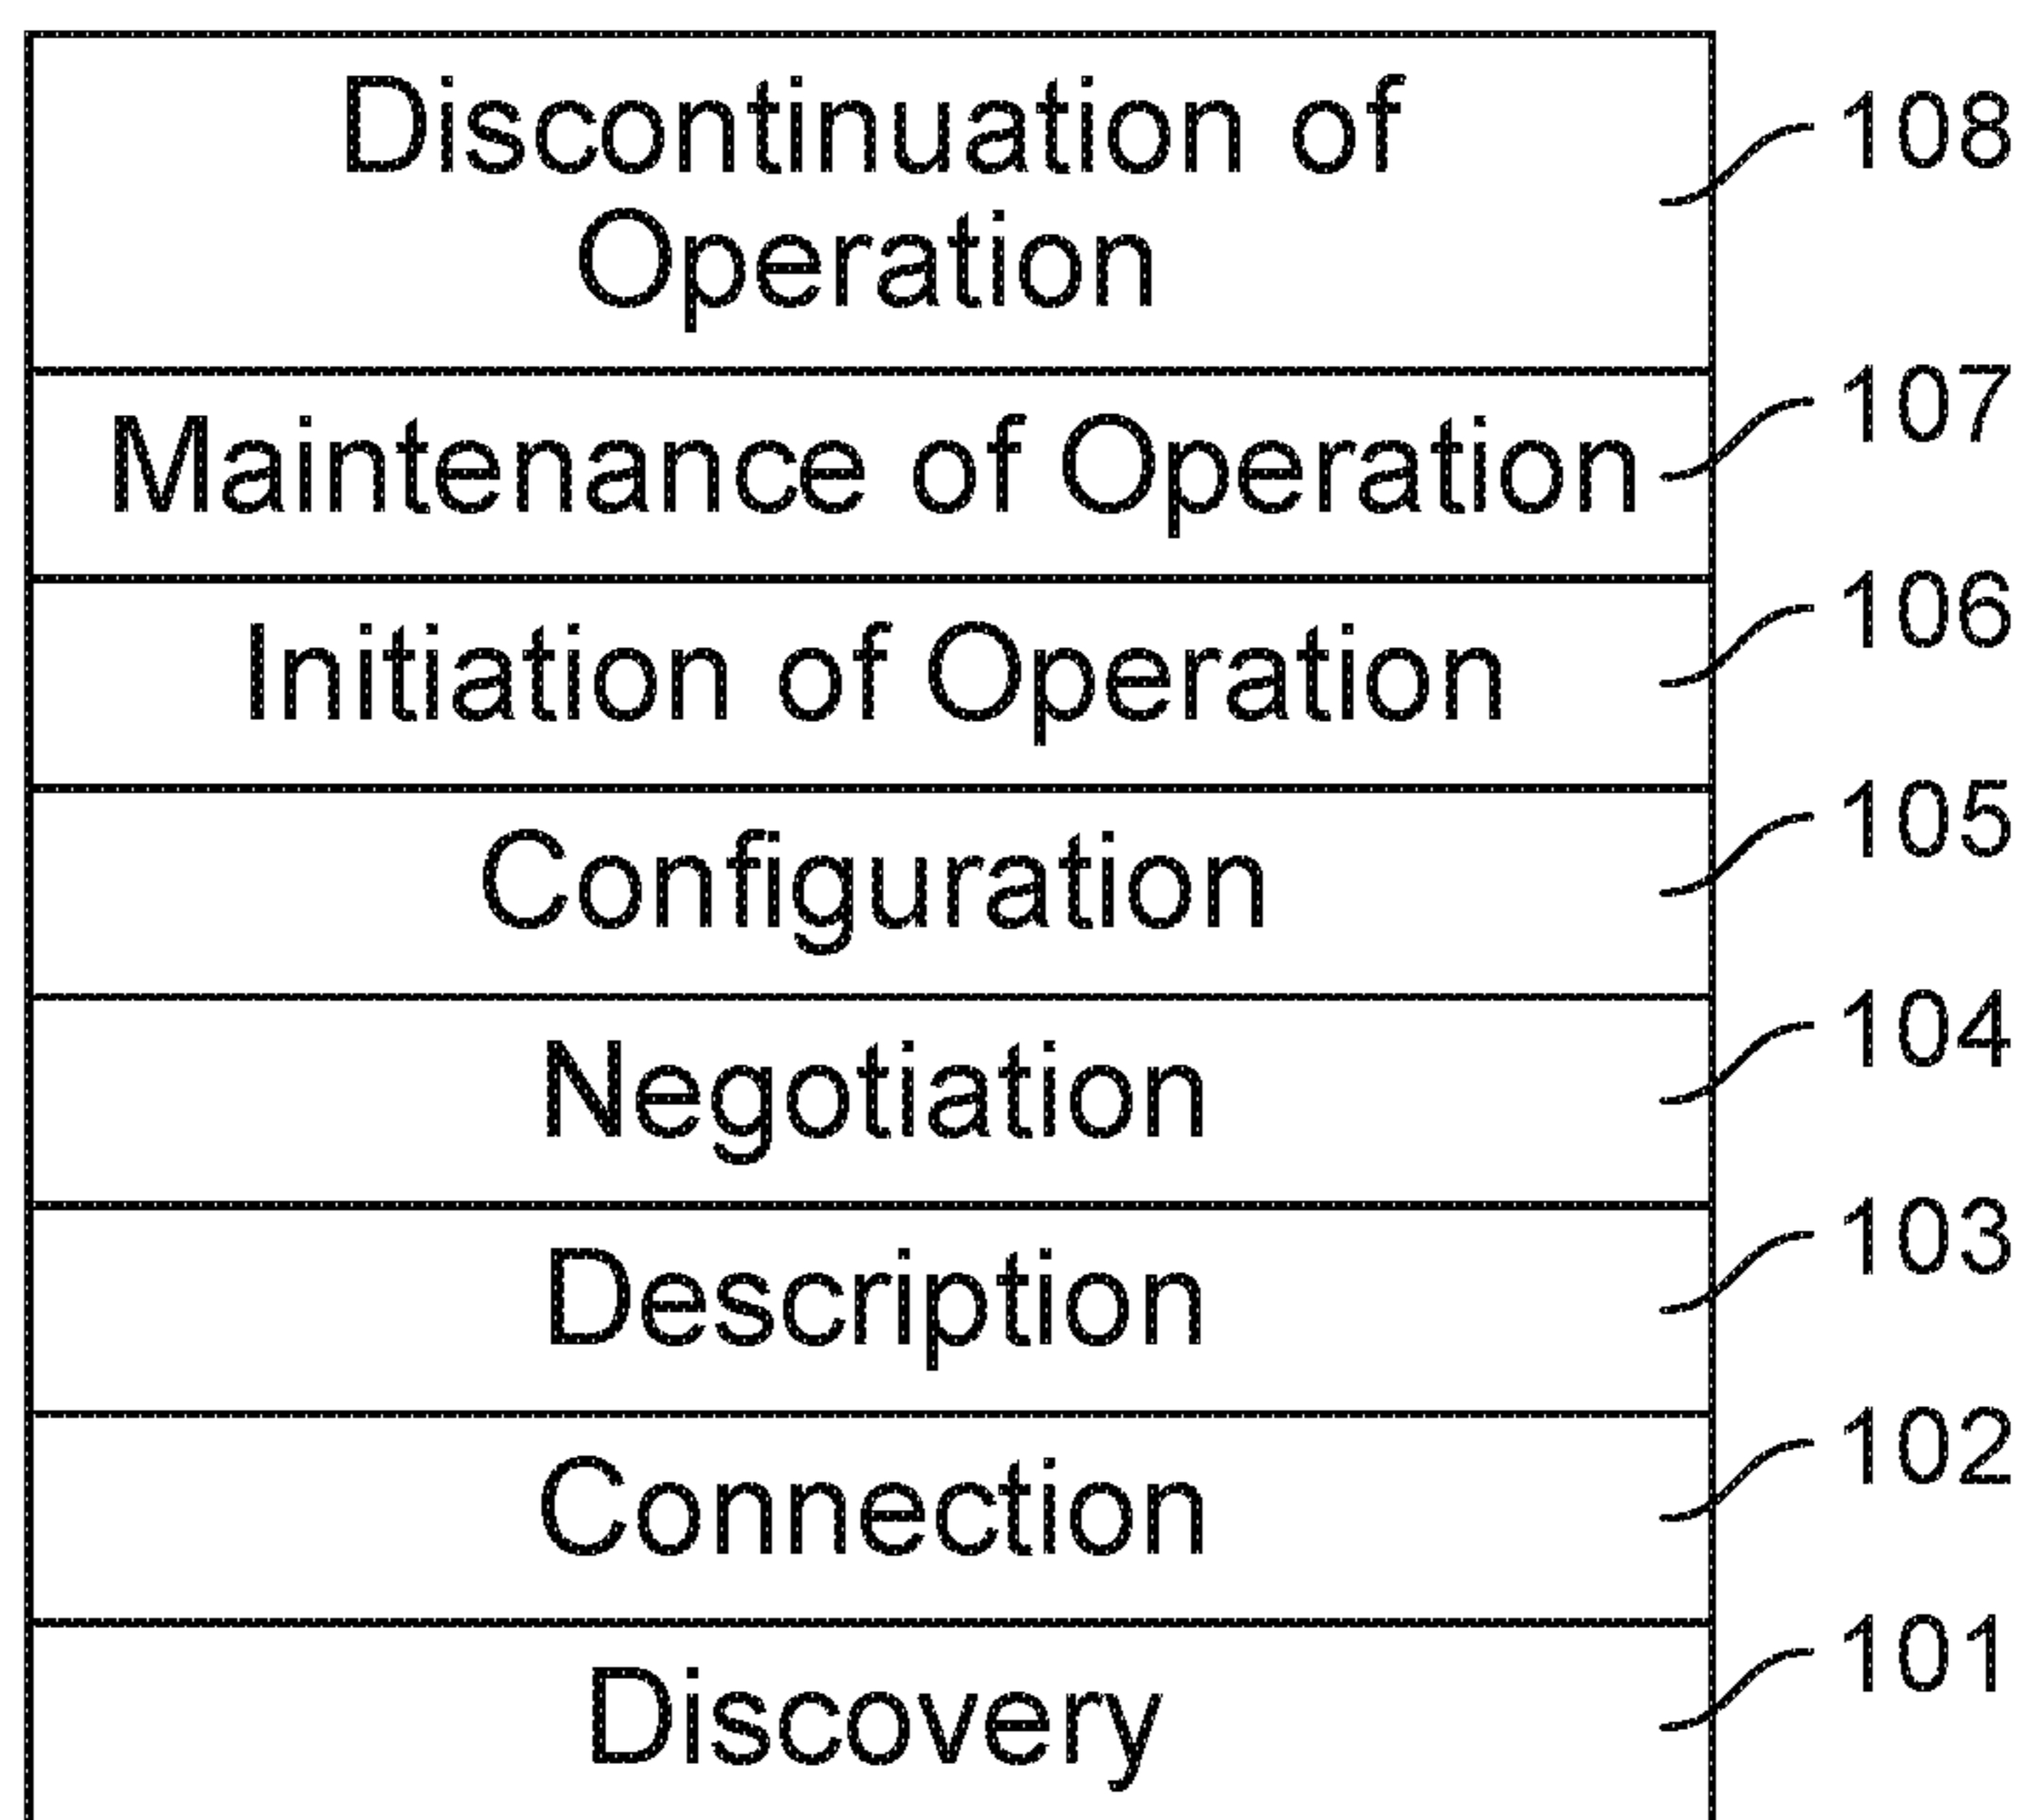 Discontinuation of
Operation
108
Maintenance of Operation
107
Initiation of Operation
106
Configuration
105
Negotiation
104
Description
103
Connection
102
Discovery
101